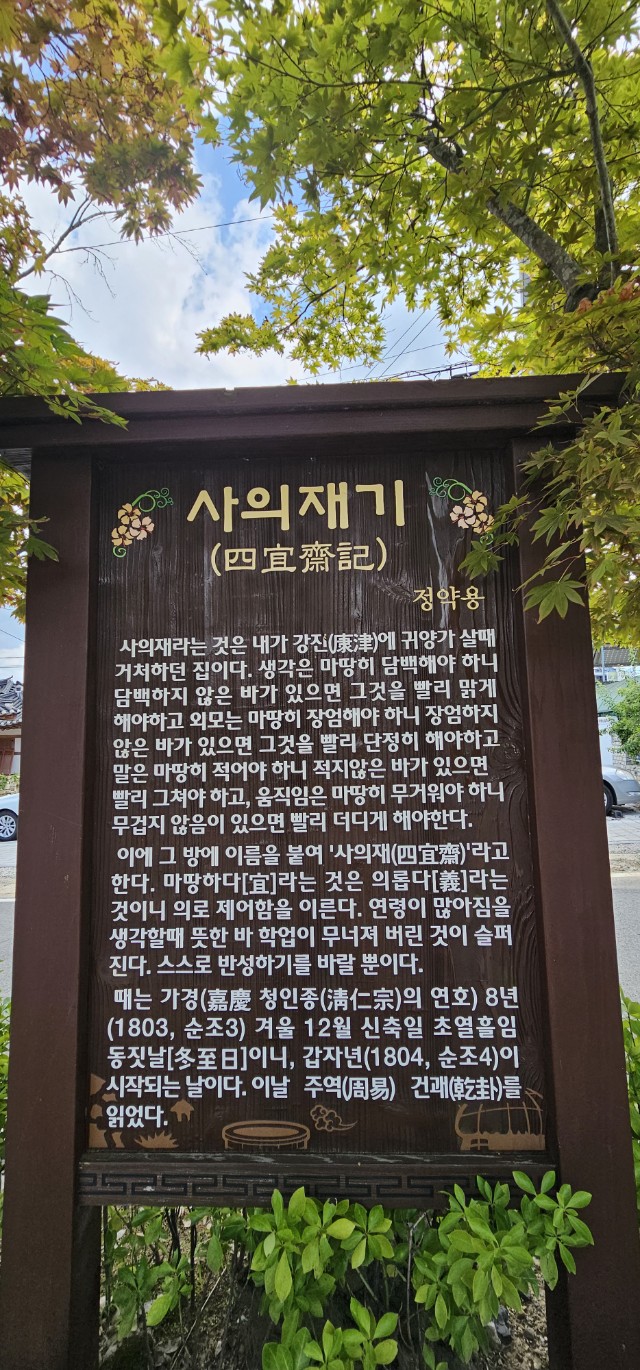 사의재기
(四宜齋記)
정약용
사의재라는 것은 내가 강진(康津)에 귀양가 살때
거처하던 집이다. 생각은 마땅히 담백해야 하니
담백하지 않은 바가 있으면 그것을 빨리 맑게
해야하고 외모는 마땅히 장엄해야 하니 장엄하지
않은 바가 있으면 그것을 빨리 단정히 해야하고
말은 마땅히 적어야 하니 적지않은 바가 있으면
빨리 그쳐야 하고, 움직임은 마땅히 무거워야 하니
무겁지 않음이 있으면 빨리 더디게 해야한다.
이에 그 방에 이름을 붙여 '사의재(四宜齋)'라고
한다. 마땅하다[宜]라는 것은 의롭다[義]라는
것이니 의로 제어함을 이른다. 연령이 많아짐을
생각할때 뜻한 바 학업이 무너져 버린 것이 슬퍼
진다. 스스로 반성하기를 바랄 뿐이다.
때는 가경(嘉慶 청인종(淸仁宗)의 연호) 8년
(1803, 순조3) 겨울 12월 신축일 초열흘임
동짓날[冬至日]이니, 갑자년(1804, 순조4)이
시작되는 날이다. 이날 주역(周易) 건괘(乾卦)를
읽었다.